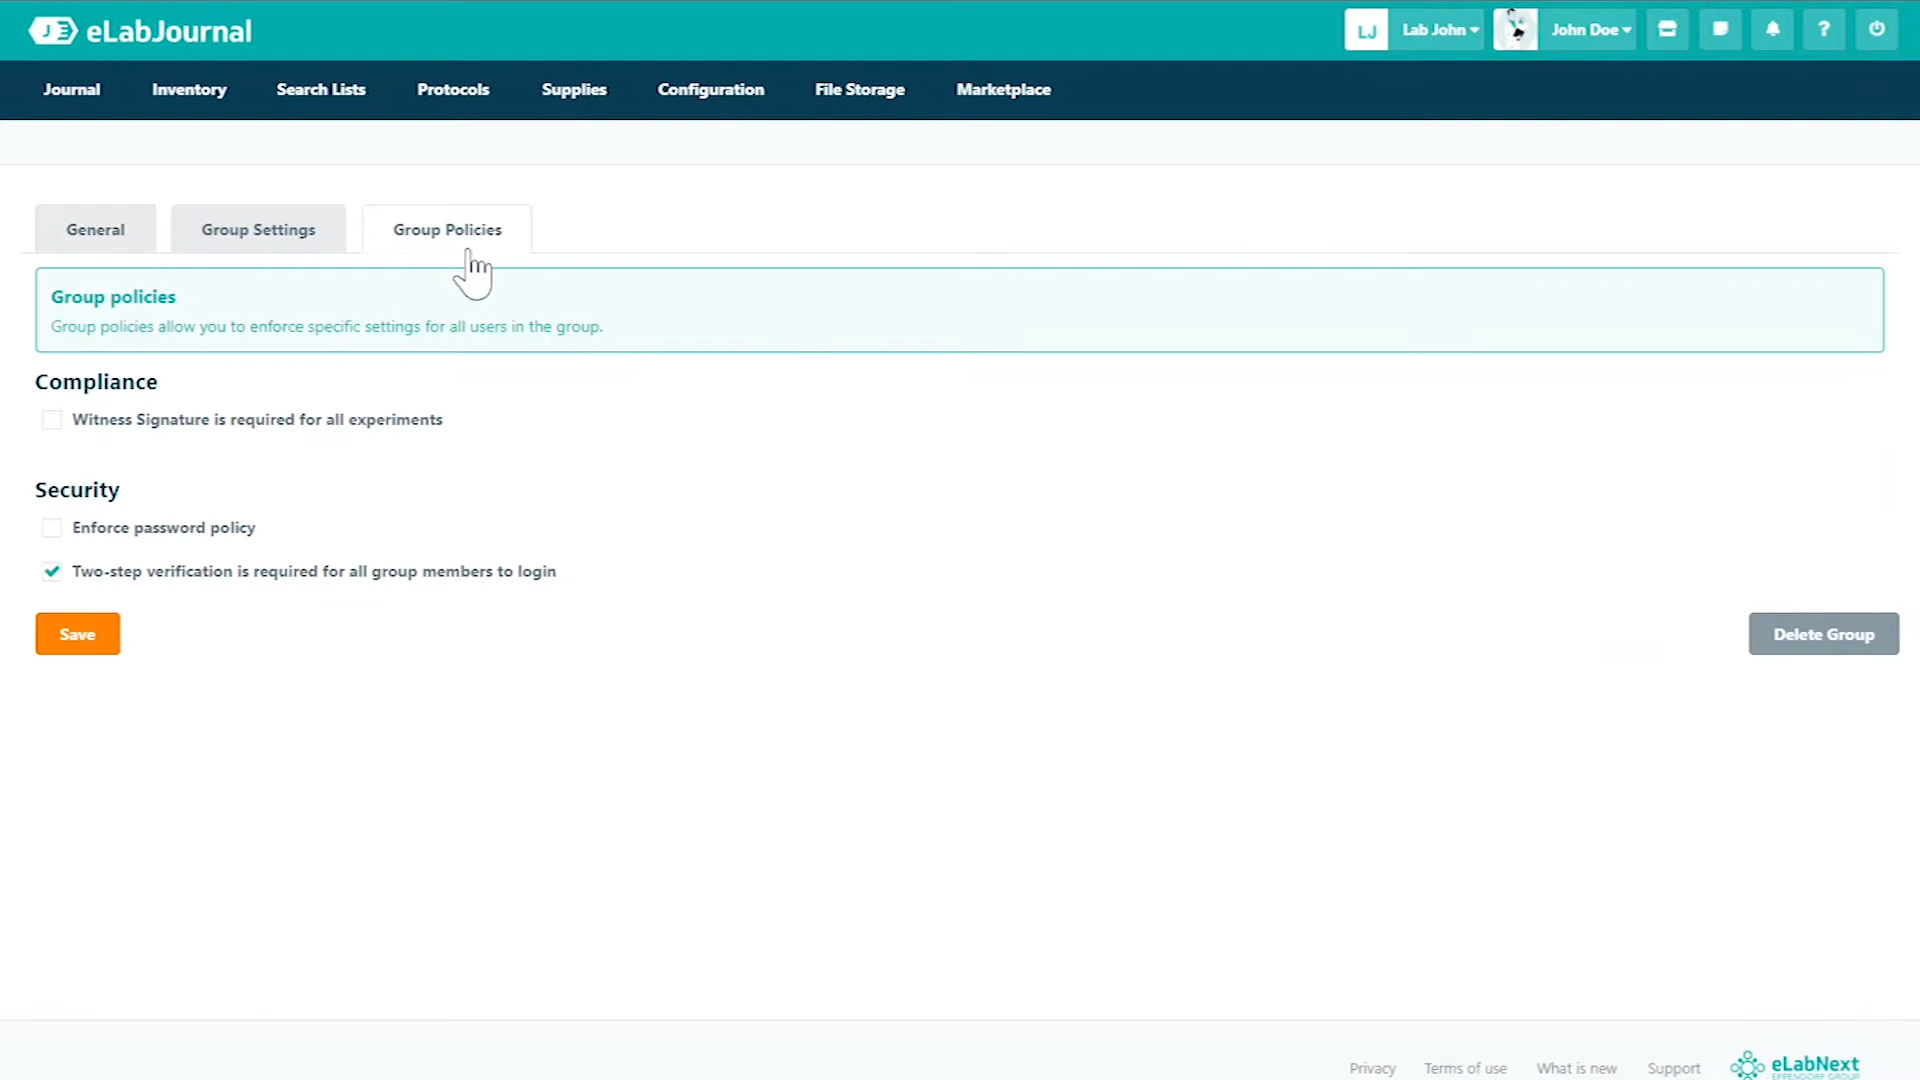 eLabJournal
LJ Lab John John Doe ?
Journal Inventory Search Lists Protocols Supplies Configuration File Storage Marketplace
General Group Settings Group Policies
Group policies
Group policies allow you to enforce specific settings for all users in the group.
Compliance
Witness Signature is required for all experiments
Security
Enforce password policy
Two-step verification is required for all group members to login
Save Delete Group
Privacy Terms of use What is new Support eLabNext
EPPENDORF GROUP